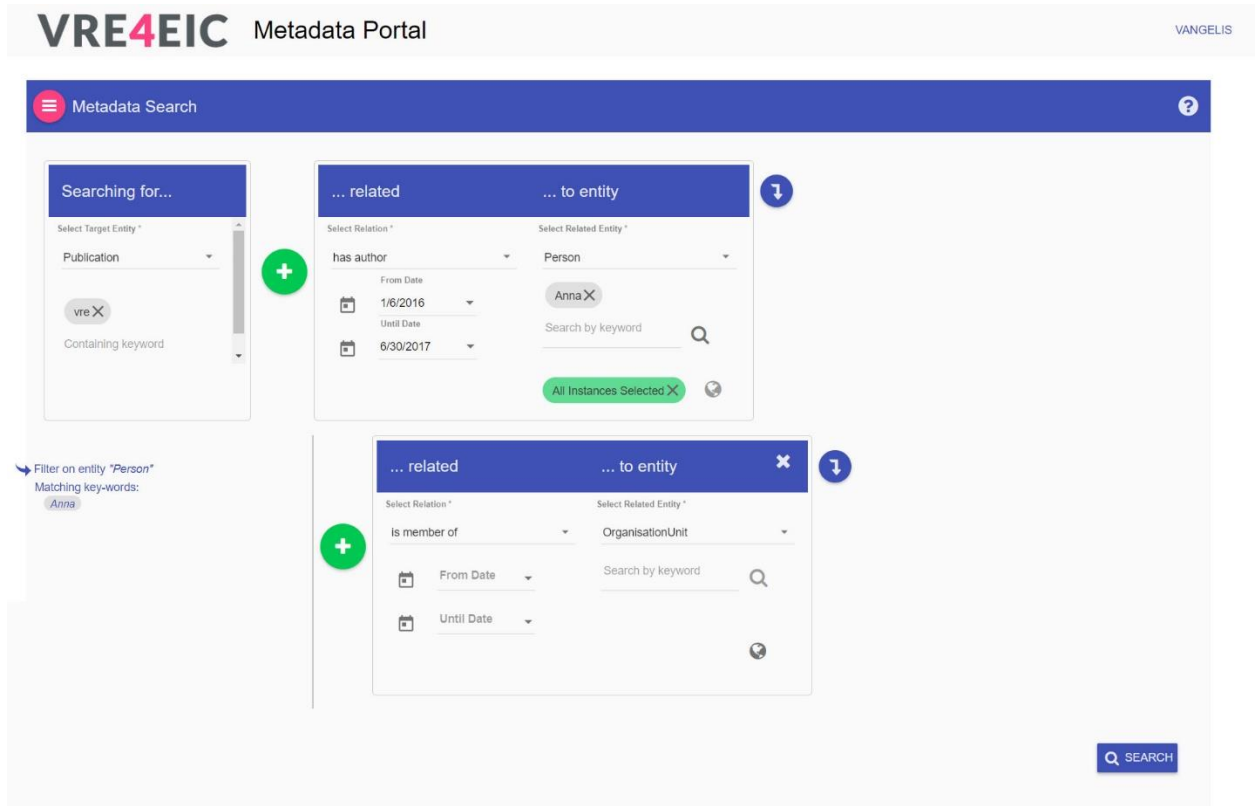 VRE4EIC Metadata Portal
VANGELIS
Metadata Search
?
Searching for...
Select Target Entity *
Publication
vre
Containing keyword
... related ... to entity
Select Relation * Select Related Entity *
has author Person
From Date
1/6/2016
Until Date
6/30/2017
Anna
Search by keyword
All Instances Selected
Filter on entity "Person"
Matching key-words:
Anna
... related ... to entity
Select Relation * Select Related Entity *
is member of OrganisationUnit
From Date Search by keyword
Until Date
SEARCH